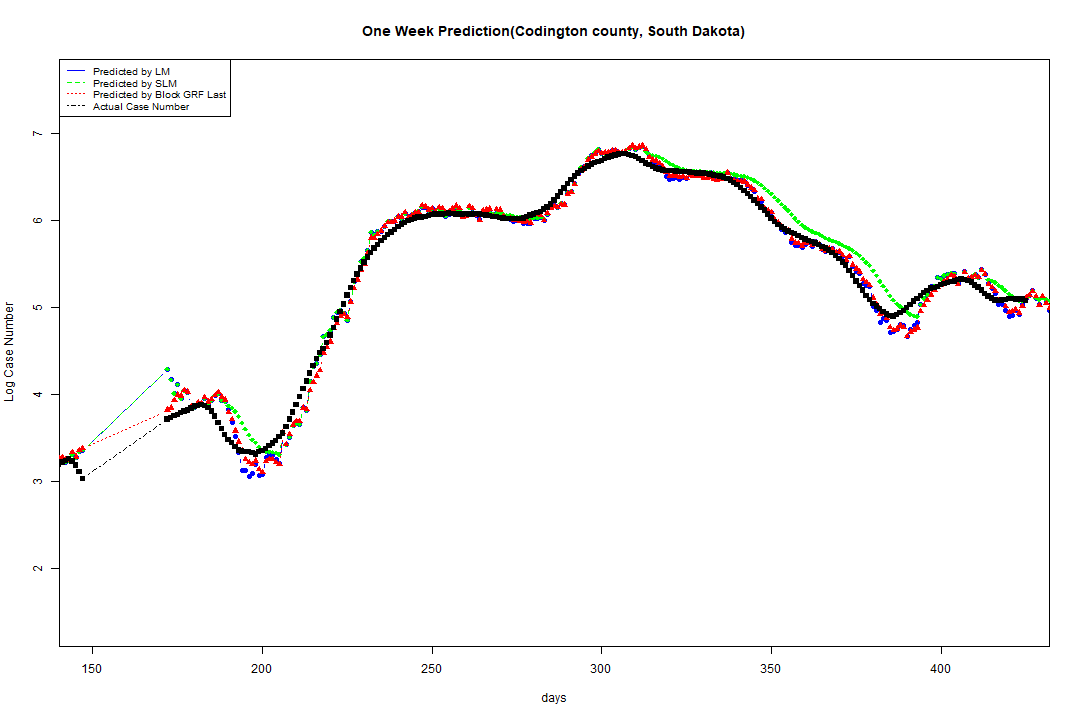 One Week Prediction(Codington county, South Dakota)
Predicted by LM
Predicted by SLM
Predicted by Block GRF Last
Actual Case Number
7
6
5
4
3
2
Log Case Number
150 200 250 300 350 400
days